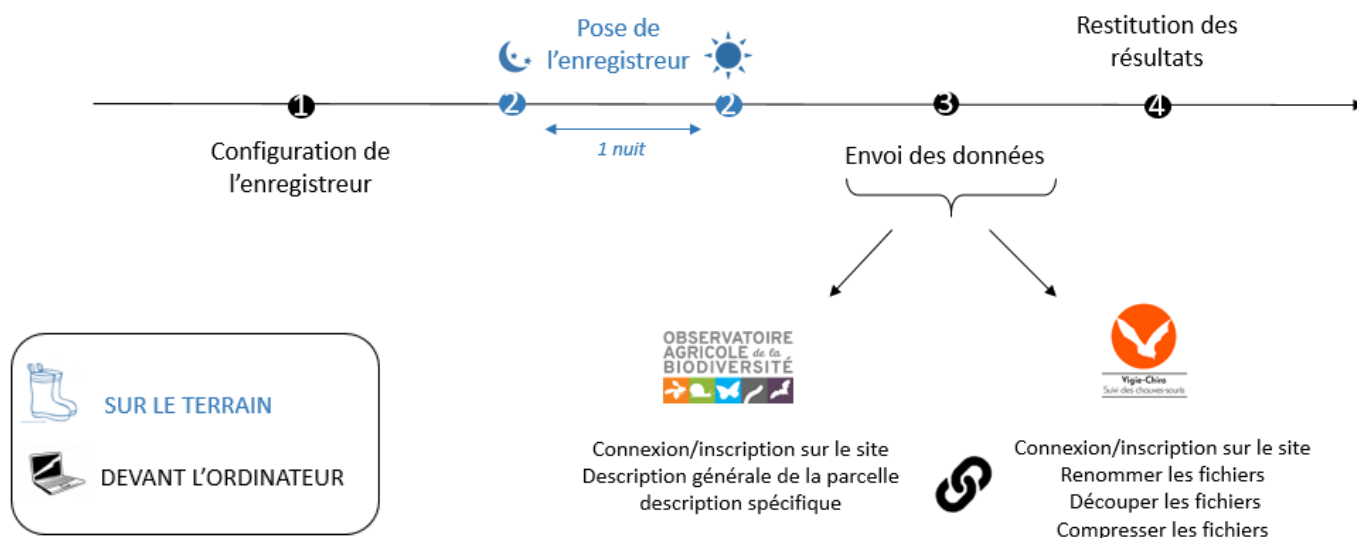 Pose de
l'enregistreur
Restitution des
résultats
1
2
2
3
4
1 nuit
Configuration de
l'enregistreur
Envoi des données
OBSERVATOIRE
AGRICOLE de la
BIODIVERSITÉ
Vigie-Chiro
Suivi des chauves-souris
SUR LE TERRAIN
DEVANT L'ORDINATEUR
Connexion/inscription sur le site
Description générale de la parcelle
description spécifique
Connexion/inscription sur le site
Renommer les fichiers
Découper les fichiers
Compresser les fichiers